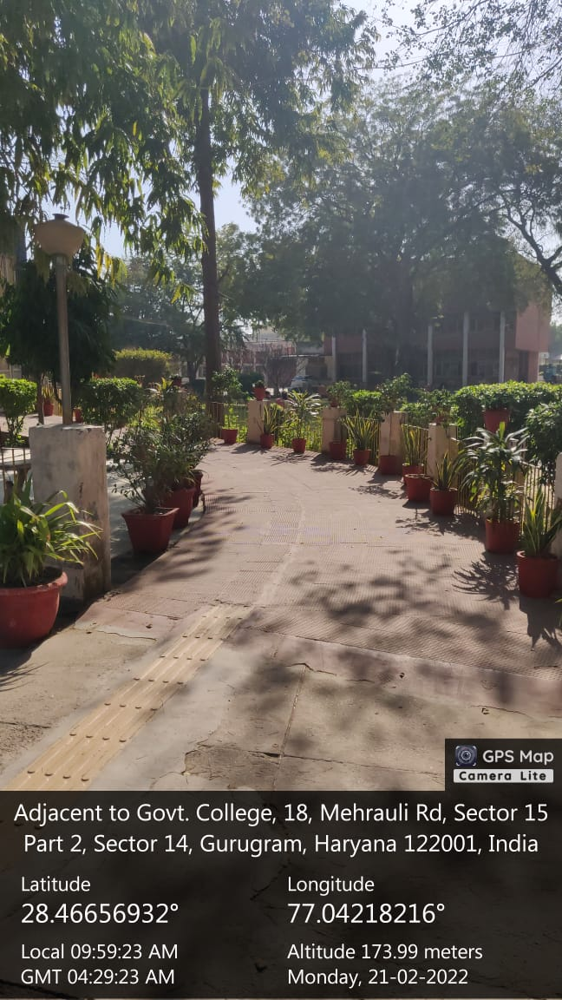 GPS Map
Camera Lite
Adjacent to Govt. College, 18, Mehrauli Rd, Sector 15
Part 2, Sector 14, Gurugram, Haryana 122001, India
Latitude
28.46656932°
Longitude
77.04218216°
Local 09:59:23 AM
GMT 04:29:23 AM
Altitude 173.99 meters
Monday, 21-02-2022